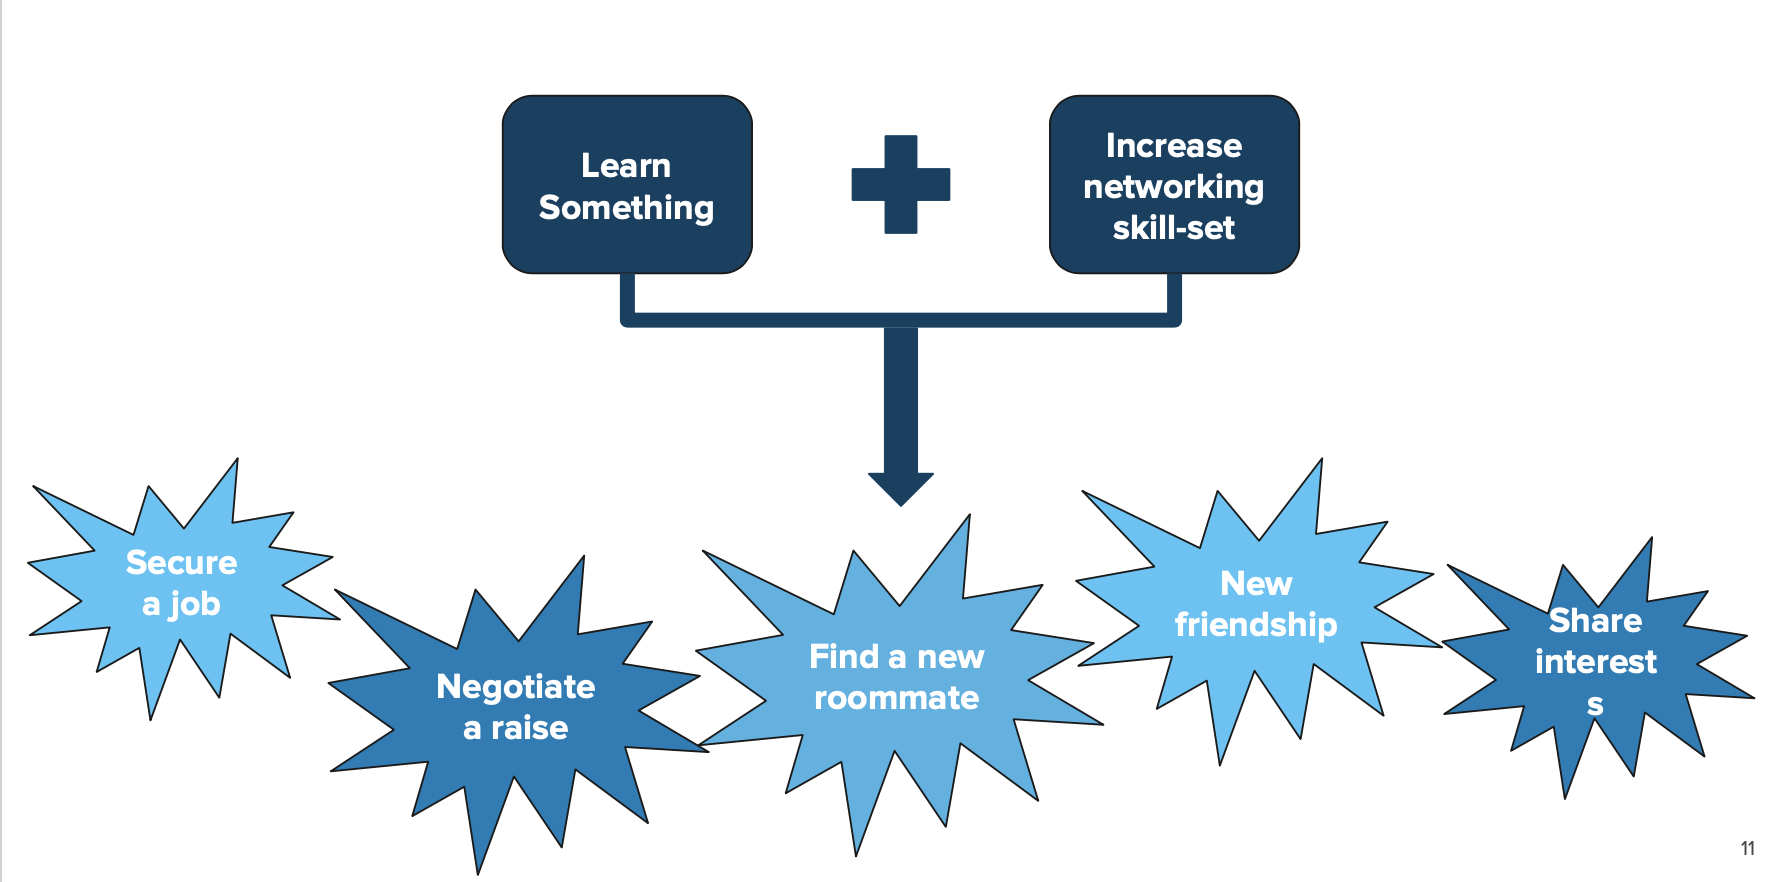 Learn
Something
Increase
networking
skill-set
Secure
a job
Negotiate
a raise
Find a new
roommate
New
friendship
Share
interest
s
11